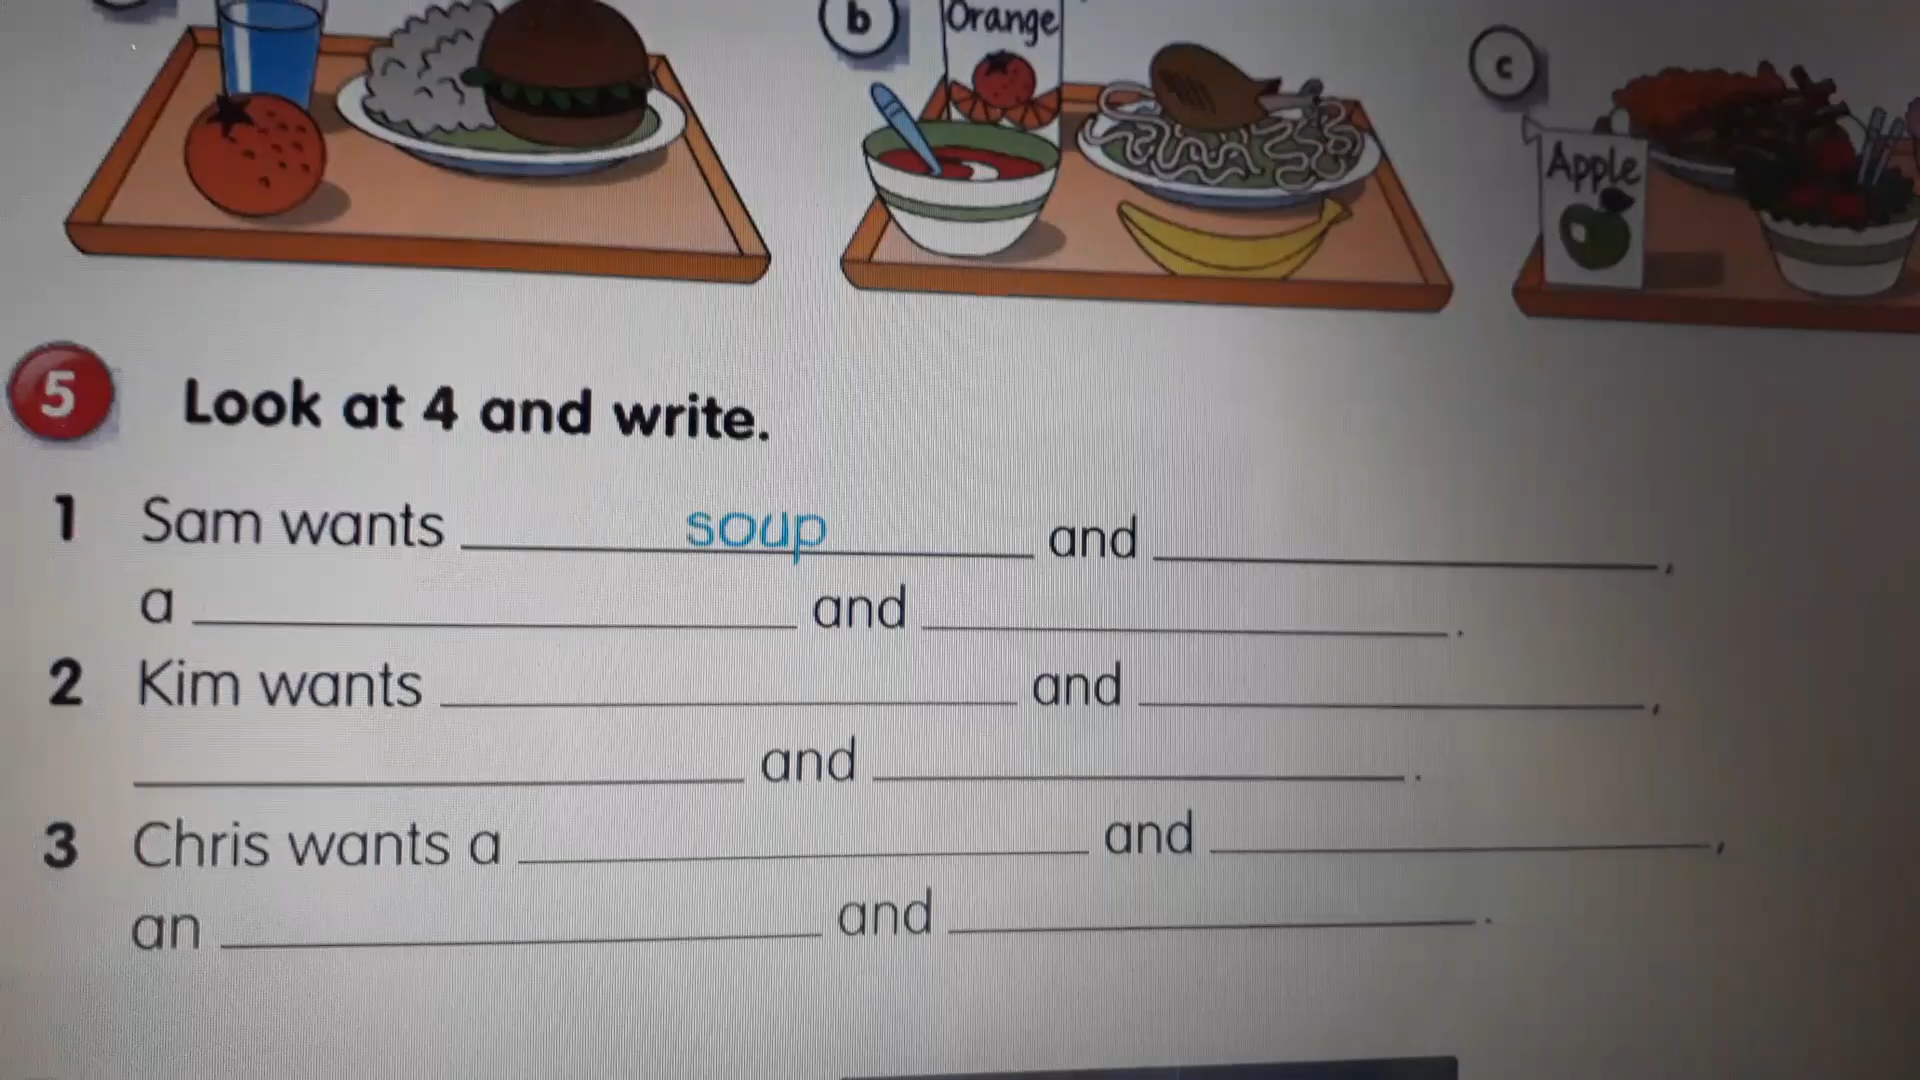 b
Orange
c
Apple
5 Look at 4 and write.
1 Sam wants soup and ,
a and .
2 Kim wants and ,
and .
3 Chris wants a and ,
an and .